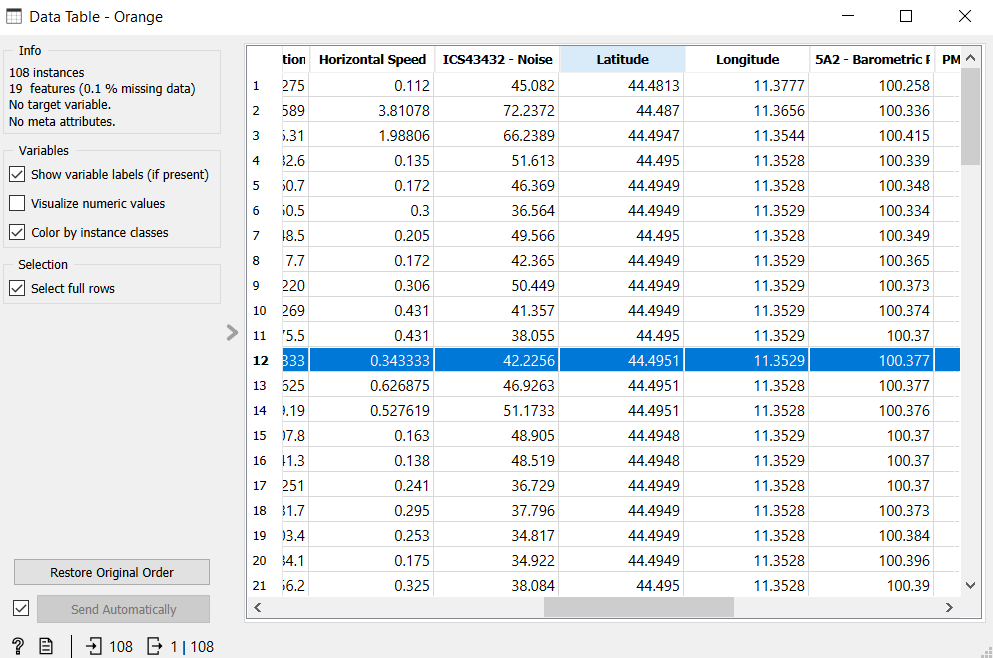 Data Table - Orange
Info
108 instances
19 features (0.1 % missing data)
No target variable.
No meta attributes.
Variables
Show variable labels (if present)
Visualize numeric values
Color by instance classes
Selection
Select full rows
Restore Original Order
Send Automatically
? 108 1 | 108
tion Horizontal Speed ICS43432 - Noise Latitude Longitude 5A2 - Barometric PM
1 275 0.112 45.082 44.4813 11.3777 100.258
2 589 3.81078 72.2372 44.487 11.3656 100.336
3 5.31 1.98806 66.2389 44.4947 11.3544 100.415
4 32.6 0.135 51.613 44.495 11.3528 100.339
5 50.7 0.172 46.369 44.4949 11.3528 100.348
6 50.5 0.3 36.564 44.4949 11.3529 100.334
7 48.5 0.205 49.566 44.495 11.3528 100.349
8 7.7 0.172 42.365 44.4949 11.3529 100.365
9 220 0.306 50.449 44.4949 11.3529 100.373
10 269 0.431 41.357 44.4949 11.3529 100.374
11 75.5 0.431 38.055 44.495 11.3529 100.37
12 333 0.343333 42.2256 44.4951 11.3529 100.377
13 625 0.626875 46.9263 44.4951 11.3528 100.377
14 9.19 0.527619 51.1733 44.4951 11.3528 100.376
15 07.8 0.163 48.905 44.4948 11.3529 100.37
16 41.3 0.138 48.519 44.4948 11.3529 100.37
17 251 0.241 36.729 44.4949 11.3528 100.37
18 31.7 0.295 37.796 44.4949 11.3528 100.373
19 03.4 0.253 34.817 44.4949 11.3528 100.384
20 34.1 0.175 34.922 44.4949 11.3528 100.396
21 56.2 0.325 38.084 44.495 11.3528 100.39